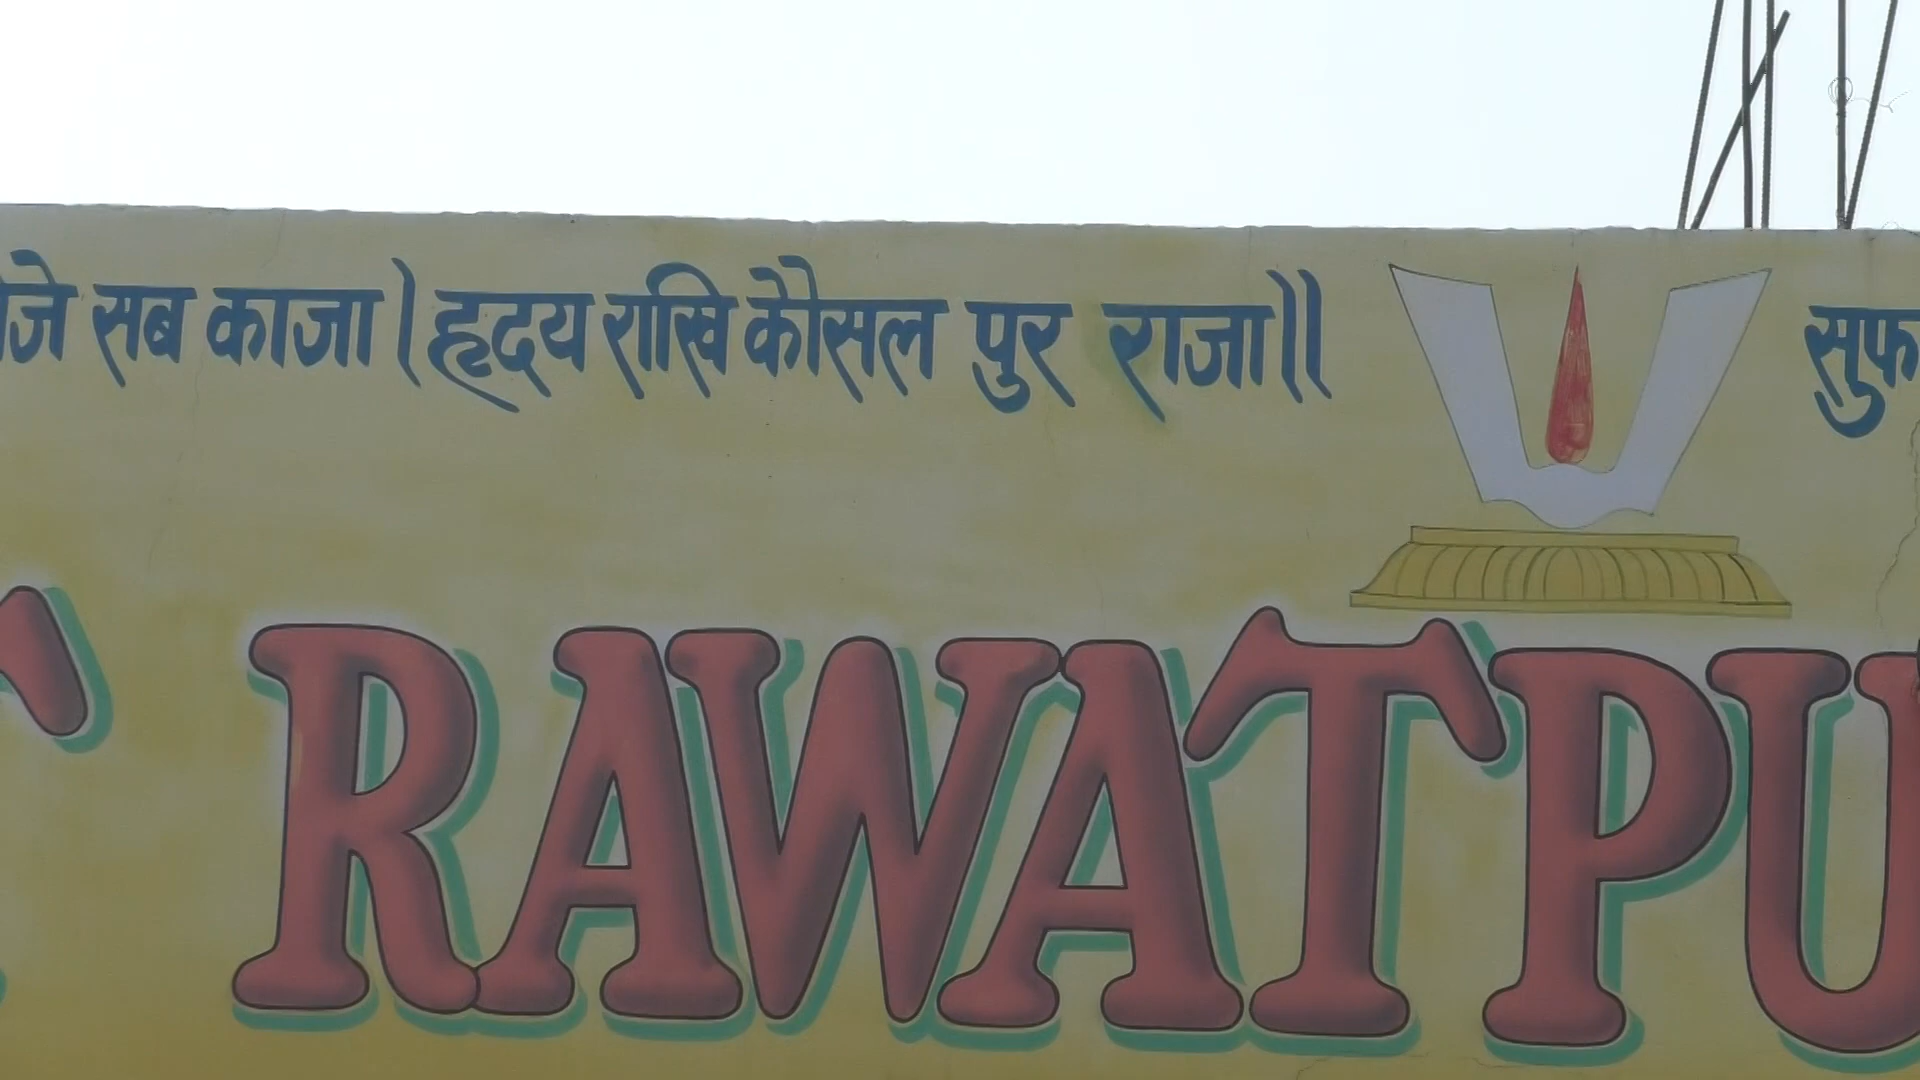 जे सब काजा। हृदय राखि कौसल पुर राजा॥ सुफ
RAWATPU